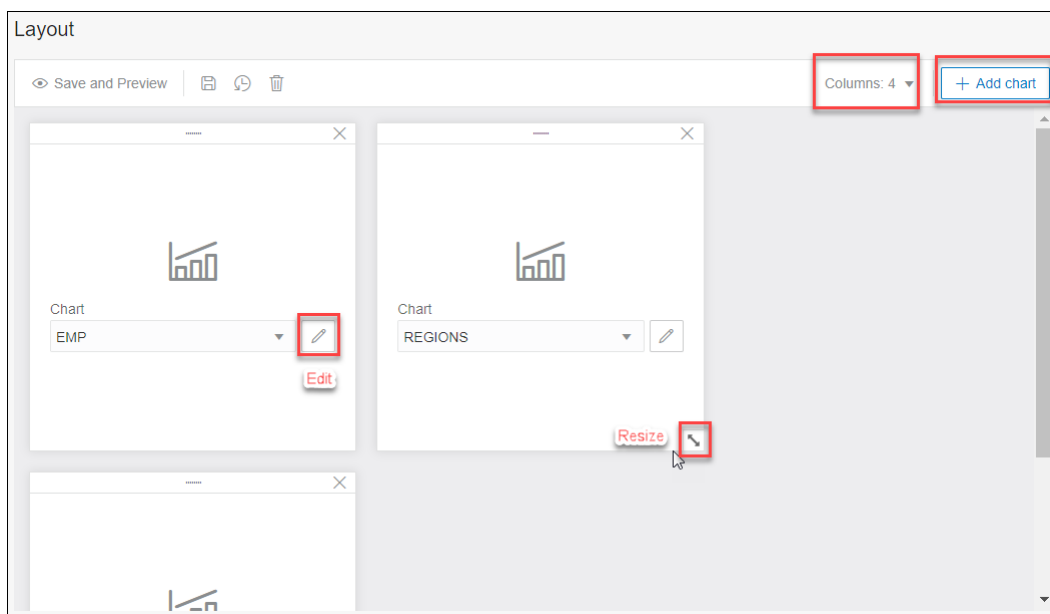 Layout
Save and Preview
Columns: 4
+ Add chart
Chart
EMP
Edit
Chart
REGIONS
Resize